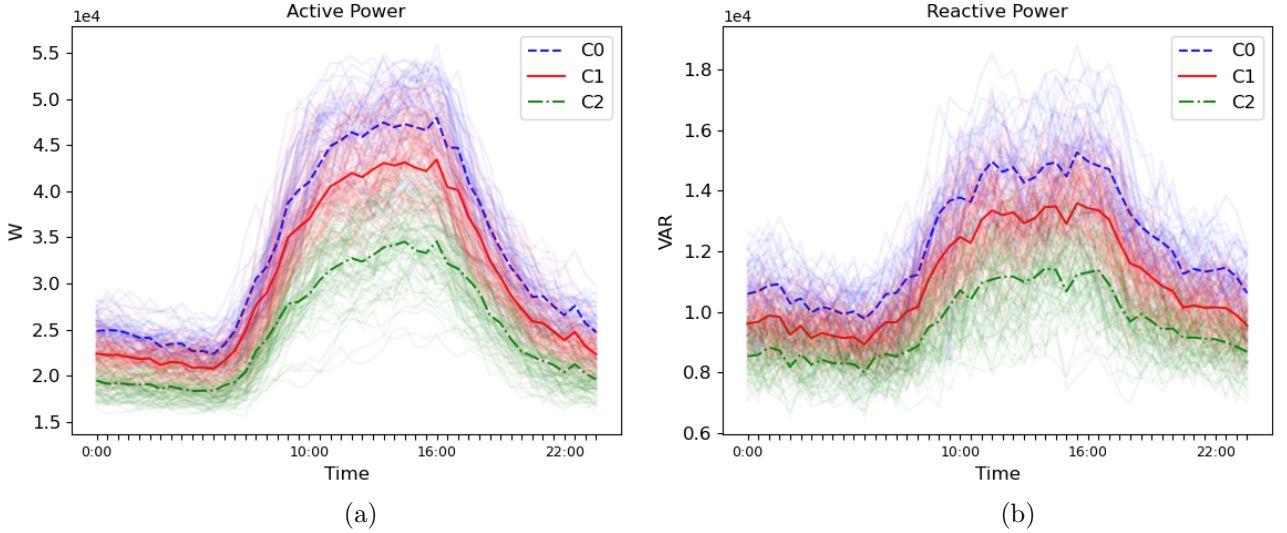 Active Power
1e4
5.5
5.0
4.5
4.0
3.5
3.0
2.5
2.0
1.5
W
0:00
10:00
16:00
22:00
Time
C0
C1
C2
(a)
Reactive Power
1e4
1.8
1.6
1.4
1.2
1.0
0.8
0.6
VAR
0:00
10:00
16:00
22:00
Time
C0
C1
C2
(b)